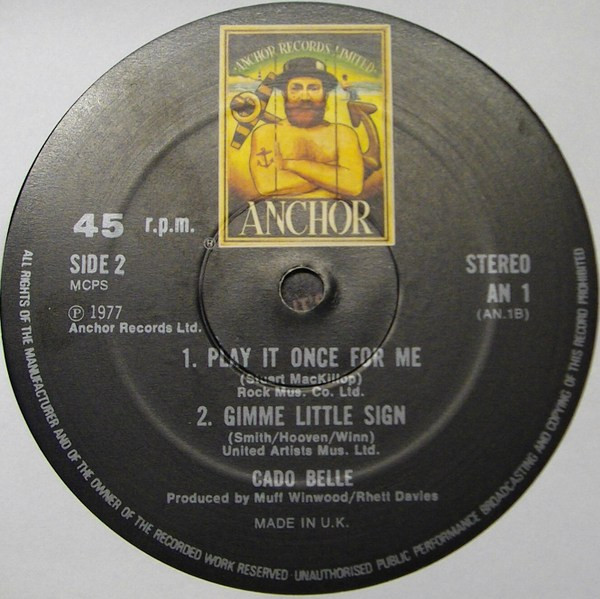 "ANCHOR RECORDS LIMITED"
ANCHOR
®
45 r.p.m.
SIDE 2
MCPS
Ⓟ 1977
Anchor Records Ltd.
STEREO
AN 1
(AN.1B)
1. PLAY IT ONCE FOR ME
(Stuart MacKillop)
Rock Mus. Co. Ltd.
2. GIMME LITTLE SIGN
(Smith/Hooven/Winn)
United Artists Mus. Ltd.
CADO BELLE
Produced by Muff Winwood/Rhett Davies
MADE IN U.K.
ALL RIGHTS OF THE MANUFACTURER AND OF THE OWNER OF THE RECORDED WORK RESERVED · UNAUTHORISED PUBLIC PERFORMANCE BROADCASTING AND COPYING OF THIS RECORD PROHIBITED